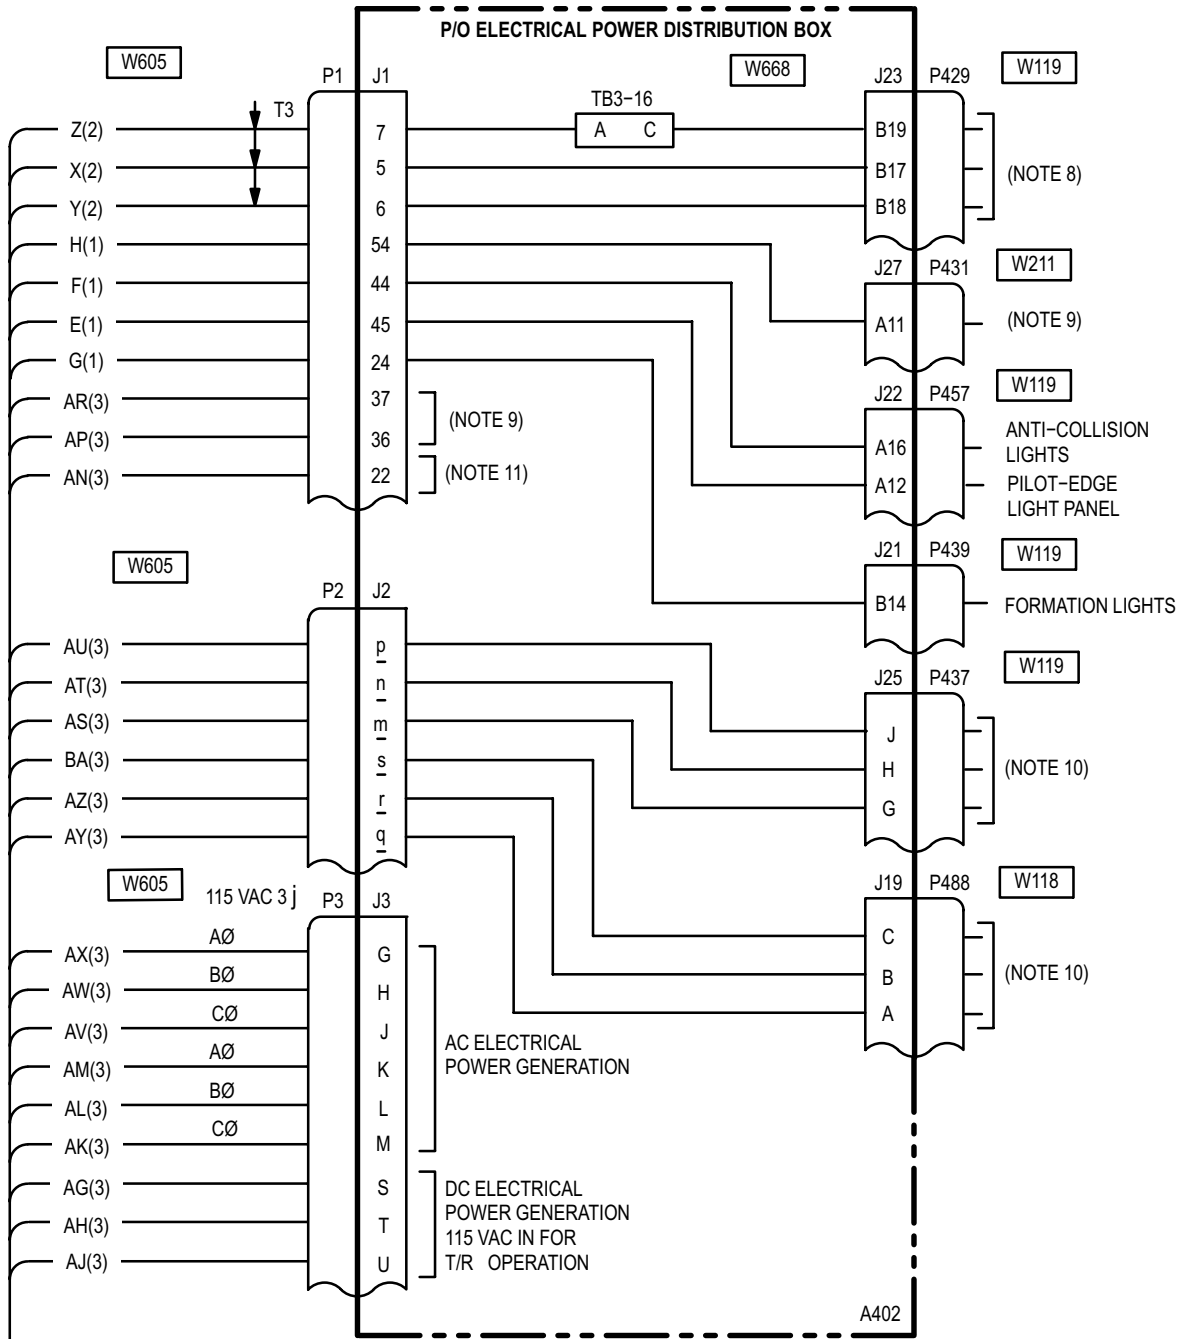 P/O ELECTRICAL POWER DISTRIBUTION BOX
W605
W668
W119
P1 J1
J23 P429
T3
TB3−16
Z(2) 7 A C B19
X(2) 5 B17
(NOTE 8)
Y(2) 6 B18
H(1) 54
J27 P431
W211
F(1) 44
E(1) 45
A11
(NOTE 9)
G(1) 24
W119
J22 P457
AR(3) 37
(NOTE 9)
AP(3) 36
A16
ANTI−COLLISION
LIGHTS
AN(3) 22
(NOTE 11)
A12
PILOT−EDGE
LIGHT PANEL
W605
J21 P439
W119
P2 J2
B14
FORMATION LIGHTS
AU(3) p
W119
J25 P437
AT(3) n
AS(3) m
J
BA(3) s
H
(NOTE 10)
AZ(3) r
G
AY(3) q
W605
115 VAC 3 j
P3 J3
J19 P488
W118
AX(3) AØ G
C
AW(3) BØ H
B
(NOTE 10)
AV(3) CØ J
A
AC ELECTRICAL
POWER GENERATION
AM(3) AØ K
AL(3) BØ L
AK(3) CØ M
AG(3) S
DC ELECTRICAL
POWER GENERATION
AH(3) T
115 VAC IN FOR
T/R OPERATION
AJ(3) U
A402